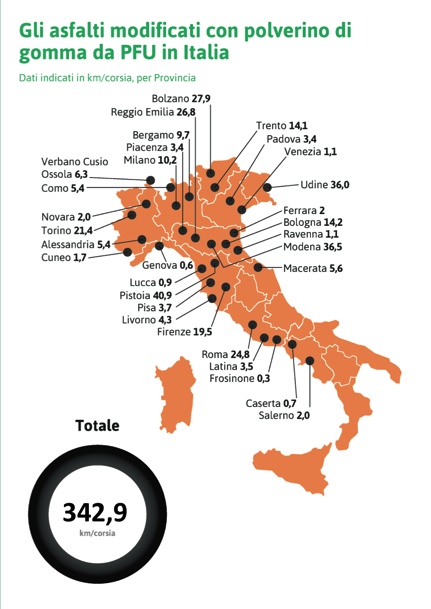 Gli asfalti modificati con polverino di
gomma da PFU in Italia
Dati indicati in km/corsia, per Provincia
Bolzano 27,9
Reggio Emilia 26,8
Bergamo 9,7
Piacenza 3,4
Milano 10,2
Verbano Cusio
Ossola 6,3
Como 5,4
Novara 2,0
Torino 21,4
Alessandria 5,4
Cuneo 1,7
Genova 0,6
Lucca 0,9
Pistoia 40,9
Pisa 3,7
Livorno 4,3
Firenze 19,5
Trento 14,1
Padova 3,4
Venezia 1,1
Udine 36,0
Ferrara 2
Bologna 14,2
Ravenna 1,1
Modena 36,5
Macerata 5,6
Roma 24,8
Latina 3,5
Frosinone 0,3
Caserta 0,7
Salerno 2,0
Totale
342,9
km/corsia